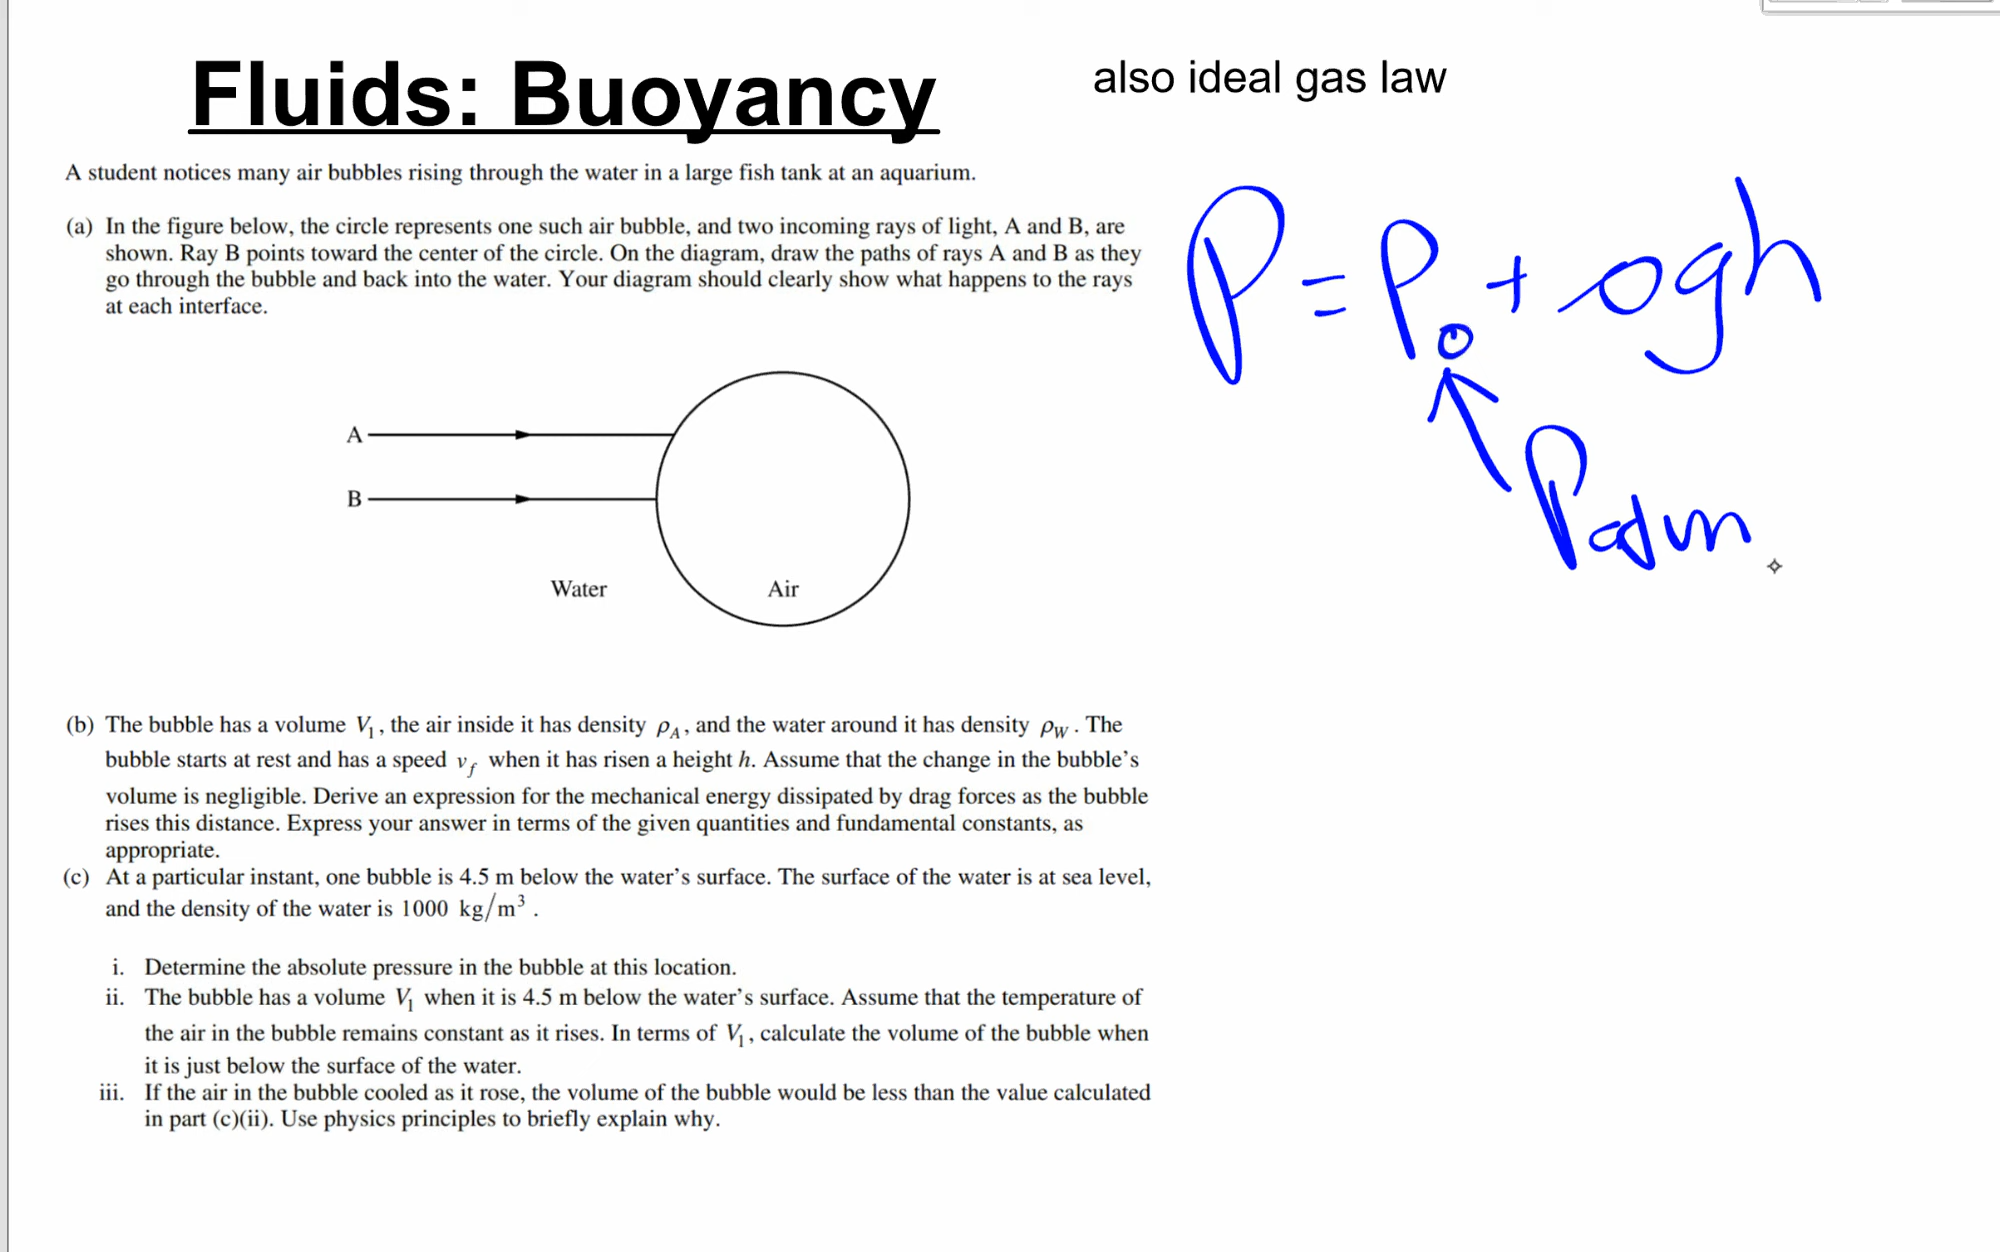 Fluids: Buoyancy
also ideal gas law
A student notices many air bubbles rising through the water in a large fish tank at an aquarium.
(a) In the figure below, the circle represents one such air bubble, and two incoming rays of light, A and B, are
shown. Ray B points toward the center of the circle. On the diagram, draw the paths of rays A and B as they
go through the bubble and back into the water. Your diagram should clearly show what happens to the rays
at each interface.
P = P₀ + ρgh
Patm
A
B
Water
Air
(b) The bubble has a volume V₁, the air inside it has density ρ_A, and the water around it has density ρ_W. The
bubble starts at rest and has a speed v_f when it has risen a height h. Assume that the change in the bubble’s
volume is negligible. Derive an expression for the mechanical energy dissipated by drag forces as the bubble
rises this distance. Express your answer in terms of the given quantities and fundamental constants, as
appropriate.
(c) At a particular instant, one bubble is 4.5 m below the water’s surface. The surface of the water is at sea level,
and the density of the water is 1000 kg/m³.
i. Determine the absolute pressure in the bubble at this location.
ii. The bubble has a volume V₁ when it is 4.5 m below the water’s surface. Assume that the temperature of
the air in the bubble remains constant as it rises. In terms of V₁, calculate the volume of the bubble when
it is just below the surface of the water.
iii. If the air in the bubble cooled as it rose, the volume of the bubble would be less than the value calculated
in part (c)(ii). Use physics principles to briefly explain why.